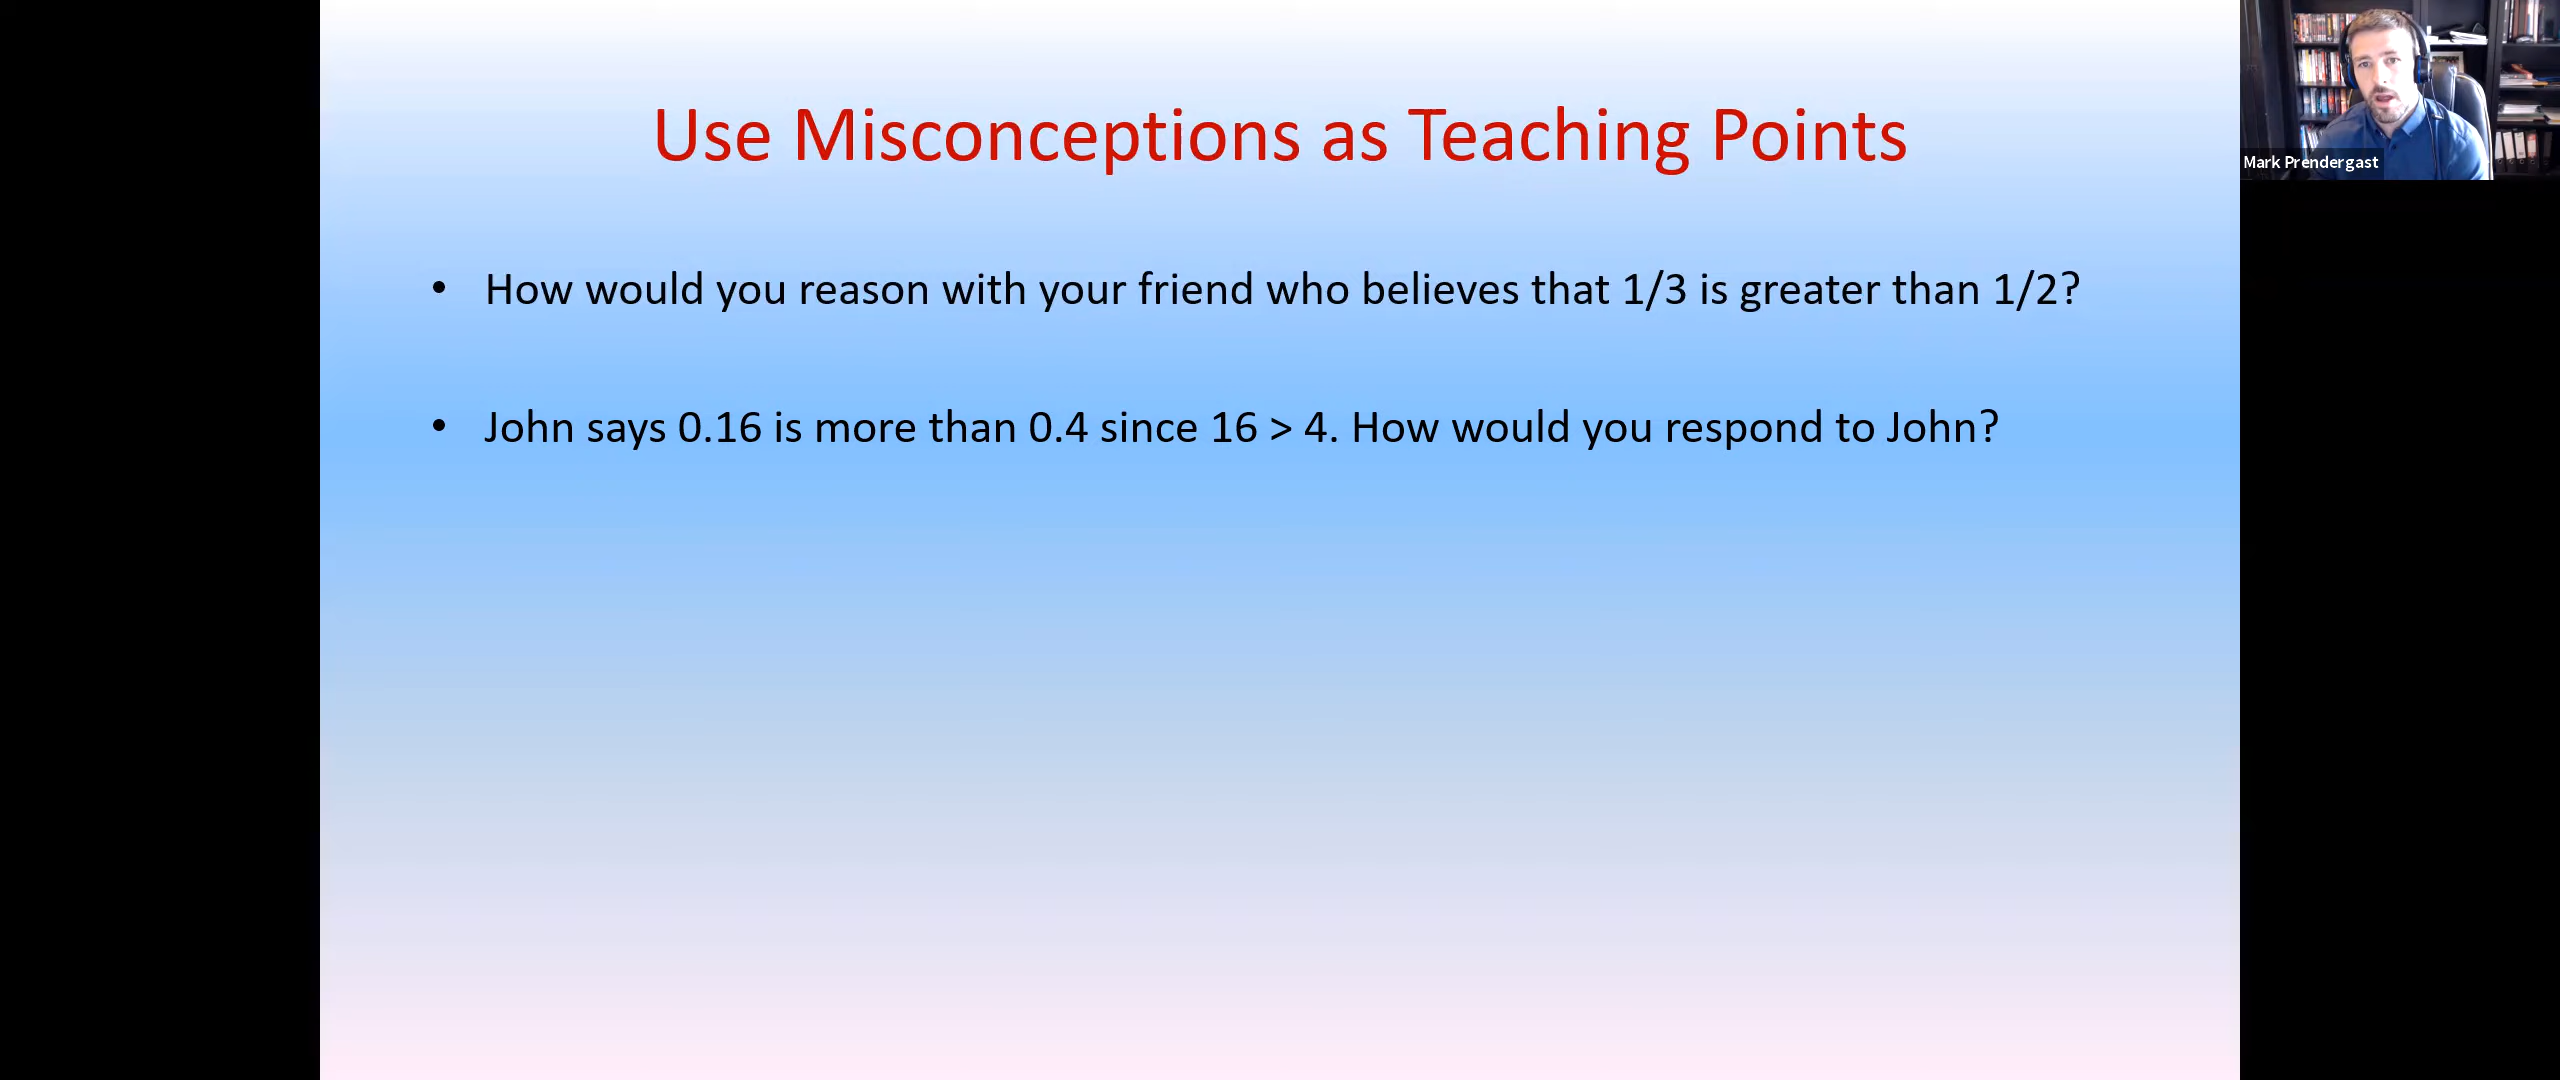 Use Misconceptions as Teaching Points
Mark Prendergast
• How would you reason with your friend who believes that 1/3 is greater than 1/2?
• John says 0.16 is more than 0.4 since 16 > 4. How would you respond to John?